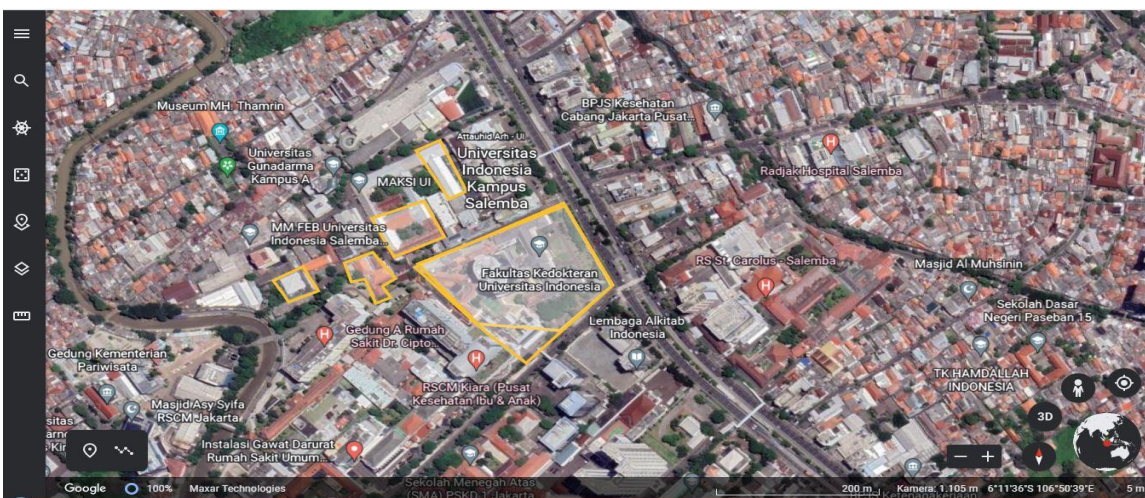 Museum MH. Thamrin
BPJS Kesehatan
Cabang Jakarta Pusat...
Attauhid Arh - UI
Universitas
Indonesia
Kampus
Salemba
Universitas
Gunadarma
Kampus A
MAKSI UI
Radjak Hospital Salemba
MM FEB Universitas
Indonesia Salemba...
Fakultas Kedokteran
Universitas Indonesia
RS St. Carolus - Salemba
Masjid Al Muhsinin
Sekolah Dasar
Negeri Paseban 15
Lembaga Alkitab
Indonesia
Gedung A Rumah
Sakit Dr. Cipto...
Gedung Kementerian
Pariwisata
RSCM Kiara (Pusat
Kesehatan Ibu & Anak)
TK HAMDALLAH
INDONESIA
Masjid Asy Syifa
RSCM Jakarta
Instalasi Gawat Darurat
Rumah Sakit Umum...
3D
Sekolah Menegah Atas
(SMA) PSKD 1 Jakarta
Google
100%
Maxar Technologies
200 m
Kamera: 1.105 m
6°11'36"S 106°50'39"E
5 m